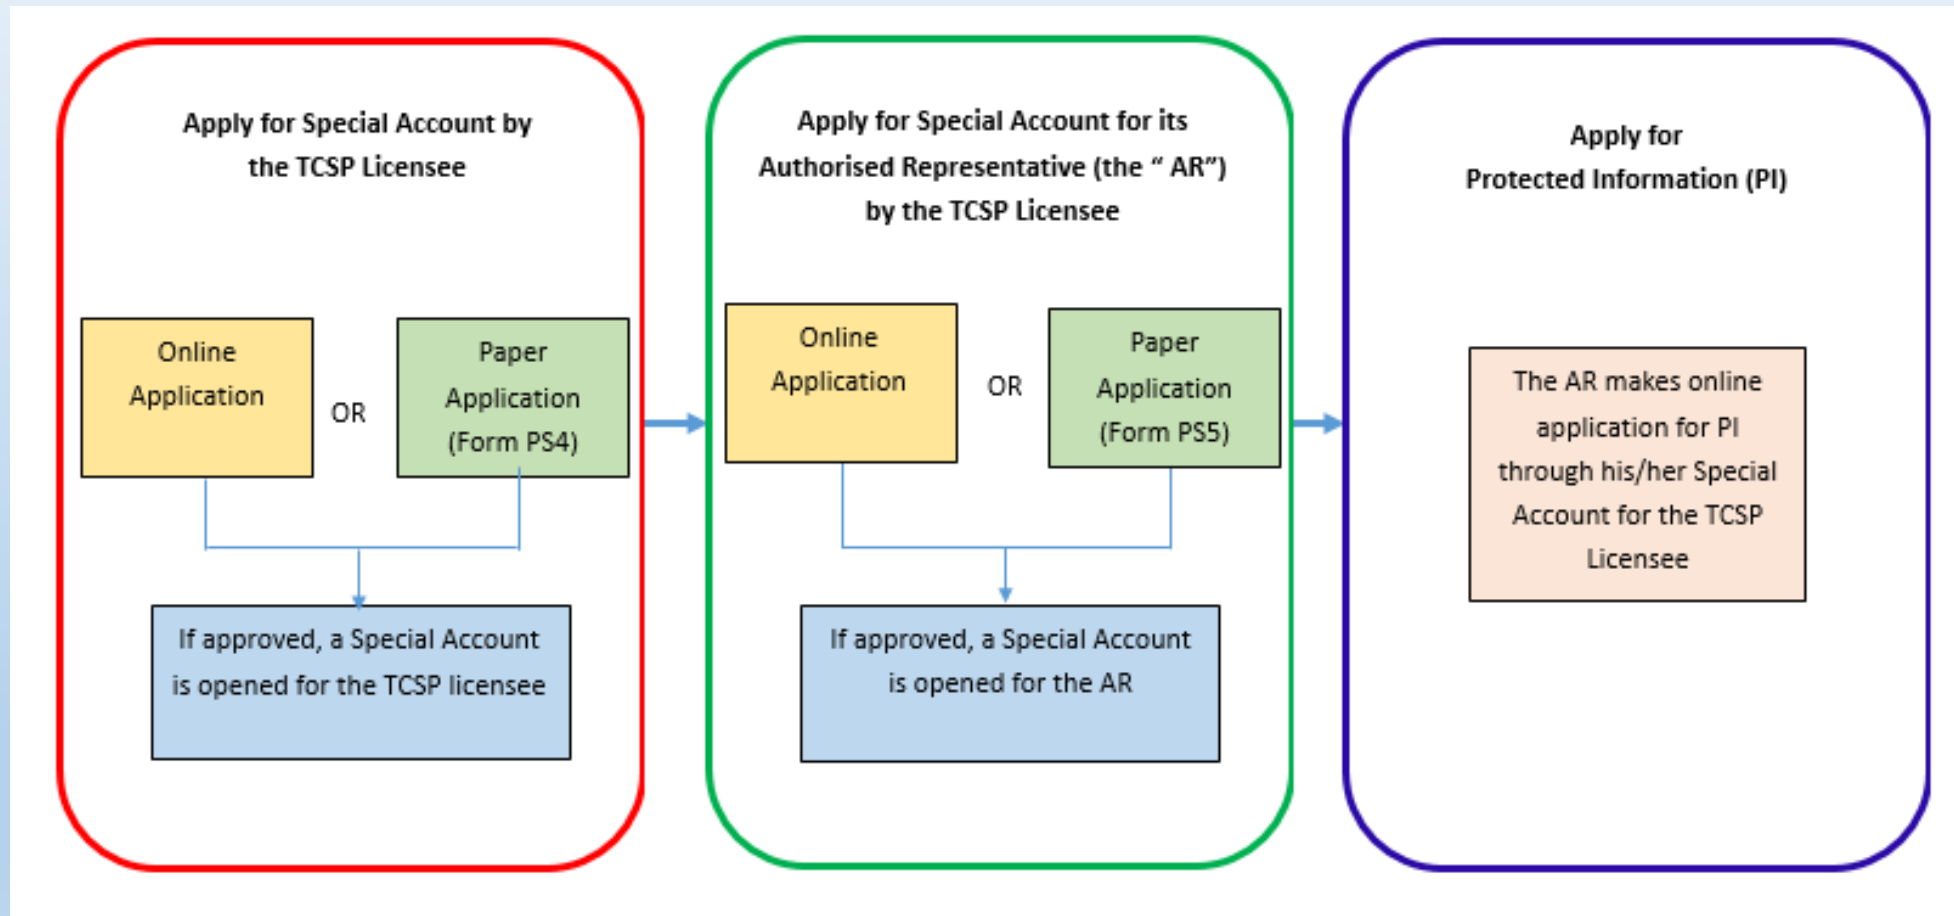 Apply for Special Account by
the TCSP Licensee
Online
Application
OR
Paper
Application
(Form PS4)
If approved, a Special Account
is opened for the TCSP licensee
Apply for Special Account for its
Authorised Representative (the “ AR”)
by the TCSP Licensee
Online
Application
OR
Paper
Application
(Form PS5)
If approved, a Special Account
is opened for the AR
Apply for
Protected Information (PI)
The AR makes online
application for PI
through his/her Special
Account for the TCSP
Licensee